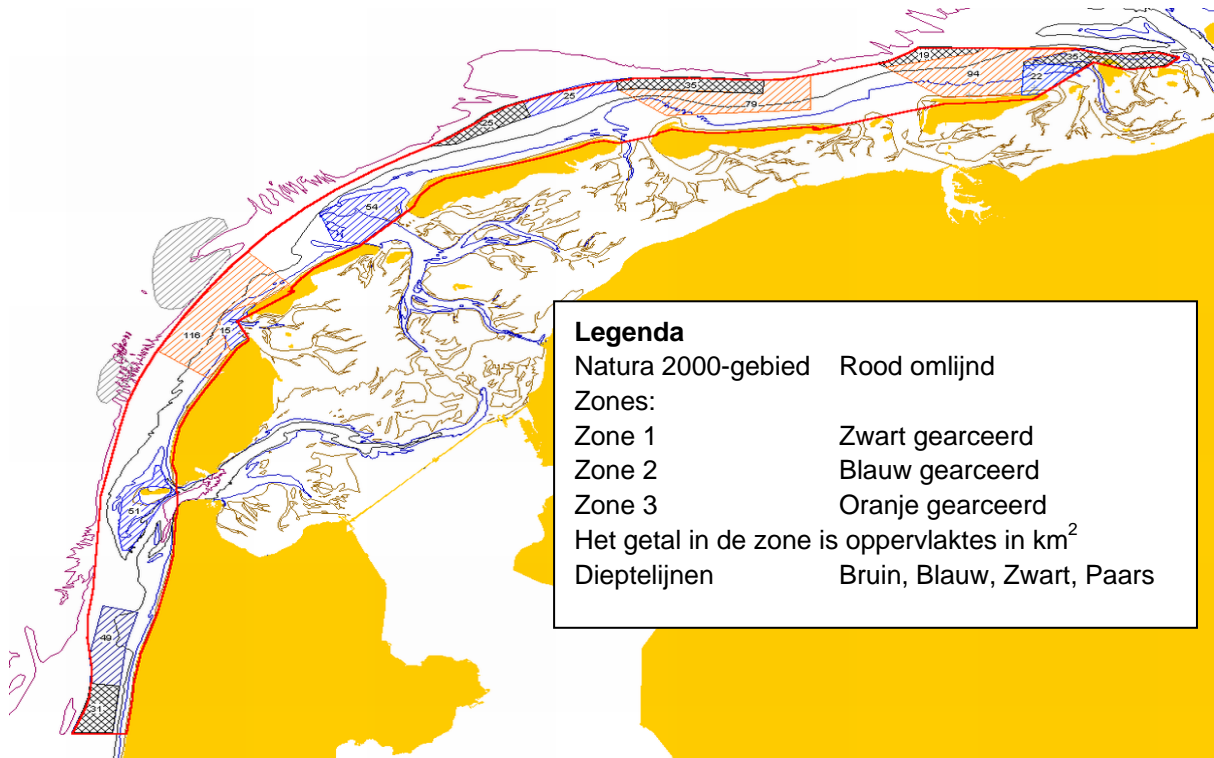 19
35
94
22
35
79
25
25
54
116
15
51
49
31
Legenda
Natura 2000-gebied Rood omlijnd
Zones:
Zone 1 Zwart gearceerd
Zone 2 Blauw gearceerd
Zone 3 Oranje gearceerd
Het getal in de zone is oppervlaktes in km²
Dieptelijnen Bruin, Blauw, Zwart, Paars